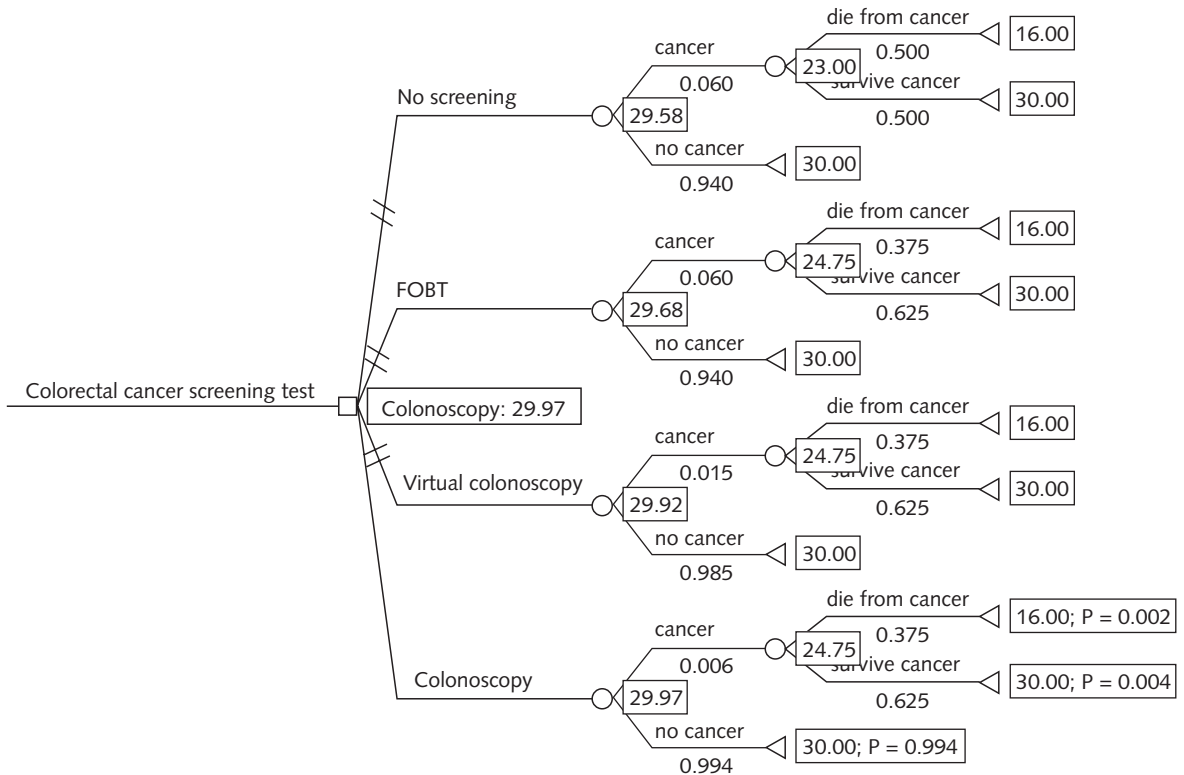 die from cancer
16.00
0.500
cancer
0.060
23.00
survive cancer
30.00
0.500
No screening
29.58
no cancer
30.00
0.940
die from cancer
16.00
0.375
cancer
0.060
24.75
survive cancer
30.00
0.625
FOBT
29.68
no cancer
30.00
0.940
Colorectal cancer screening test
Colonoscopy: 29.97
die from cancer
16.00
0.375
cancer
0.015
24.75
survive cancer
30.00
0.625
Virtual colonoscopy
29.92
no cancer
30.00
0.985
die from cancer
16.00; P = 0.002
0.375
cancer
0.006
24.75
survive cancer
30.00; P = 0.004
0.625
Colonoscopy
29.97
no cancer
30.00; P = 0.994
0.994